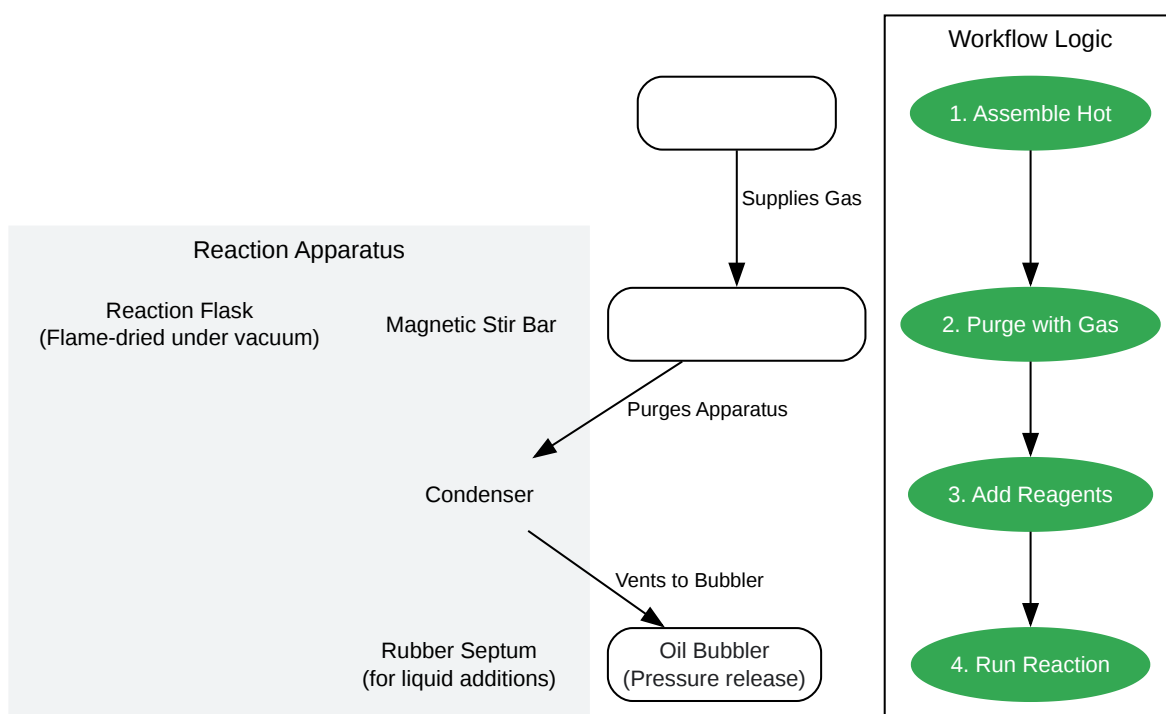 Workflow Logic
1. Assemble Hot
Supplies Gas
Reaction Apparatus
Reaction Flask
(Flame-dried under vacuum)
Magnetic Stir Bar
2. Purge with Gas
Purges Apparatus
Condenser
3. Add Reagents
Vents to Bubbler
Rubber Septum
(for liquid additions)
Oil Bubbler
(Pressure release)
4. Run Reaction